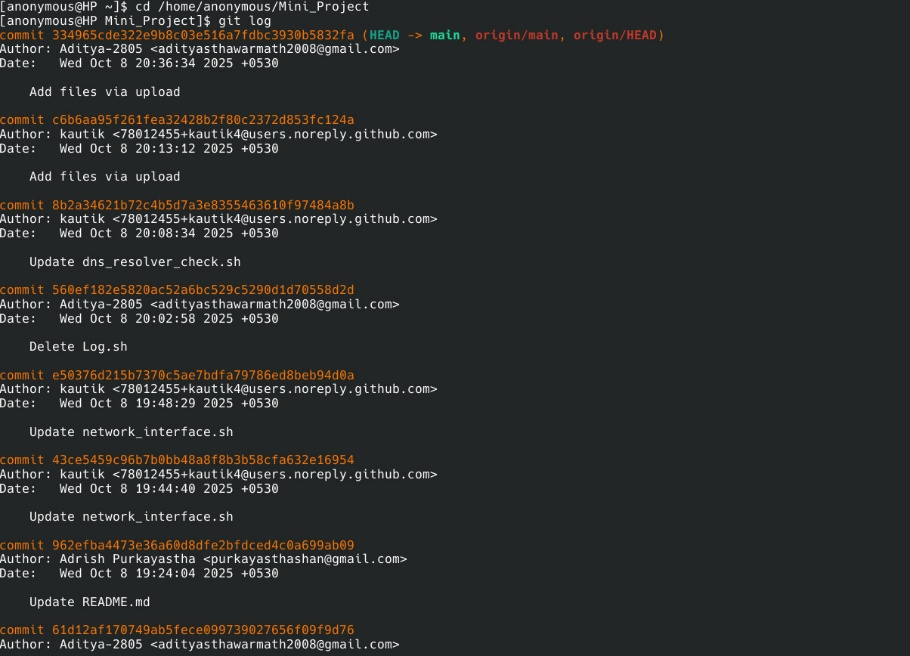 [anonymous@HP ~]$ cd /home/anonymous/Mini_Project
[anonymous@HP Mini_Project]$ git log
commit 334965cde322e9b8c03e516a7fdbc3930b5832fa (HEAD -> main, origin/main, origin/HEAD)
Author: Aditya-2805 <adityasthawarmath2008@gmail.com>
Date:   Wed Oct 8 20:36:34 2025 +0530
    Add files via upload
commit c6b6aa95f261fea32428b2f80c2372d853fc124a
Author: kautik <78012455+kautik4@users.noreply.github.com>
Date:   Wed Oct 8 20:13:12 2025 +0530
    Add files via upload
commit 8b2a34621b72c4b5d7a3e8355463610f97484a8b
Author: kautik <78012455+kautik4@users.noreply.github.com>
Date:   Wed Oct 8 20:08:34 2025 +0530
    Update dns_resolver_check.sh
commit 560ef182e5820ac52a6bc529c5290d1d70558d2d
Author: Aditya-2805 <adityasthawarmath2008@gmail.com>
Date:   Wed Oct 8 20:02:58 2025 +0530
    Delete Log.sh
commit e50376d215b7370c5ae7bdfa79786ed8beb94d0a
Author: kautik <78012455+kautik4@users.noreply.github.com>
Date:   Wed Oct 8 19:48:29 2025 +0530
    Update network_interface.sh
commit 43ce5459c96b7b0bb48a8f8b3b58cfa632e16954
Author: kautik <78012455+kautik4@users.noreply.github.com>
Date:   Wed Oct 8 19:44:40 2025 +0530
    Update network_interface.sh
commit 962efba4473e36a60d8dfe2bfdced4c0a699ab09
Author: Adrish Purkayastha <purkayasthashan@gmail.com>
Date:   Wed Oct 8 19:24:04 2025 +0530
    Update README.md
commit 61d12af170749ab5fece099739027656f09f9d76
Author: Aditya-2805 <adityasthawarmath2008@gmail.com>